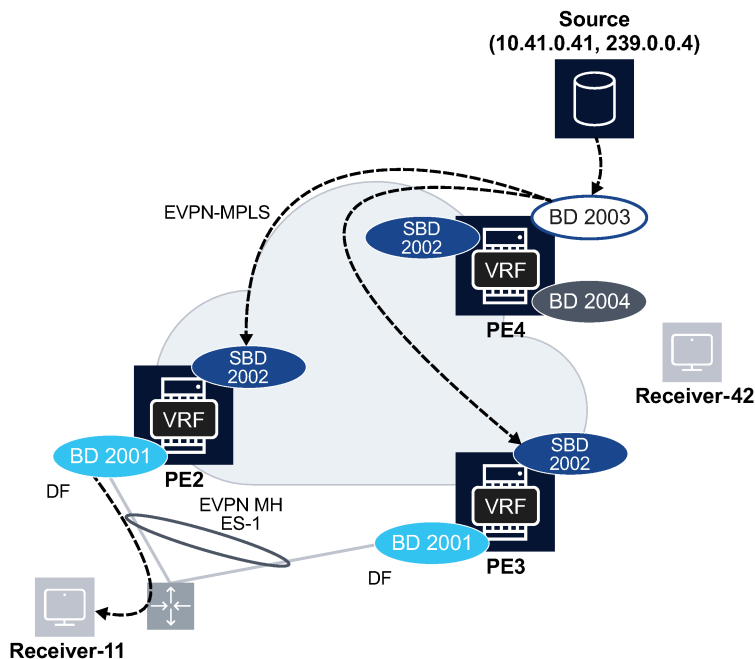 Source
(10.41.0.41, 239.0.0.4)
EVPN-MPLS
BD 2003
SBD
2002
VRF
BD 2004
PE4
SBD
2002
Receiver-42
VRF
BD 2001
PE2
DF
SBD
2002
EVPN MH
ES-1
VRF
BD 2001
PE3
DF
Receiver-11